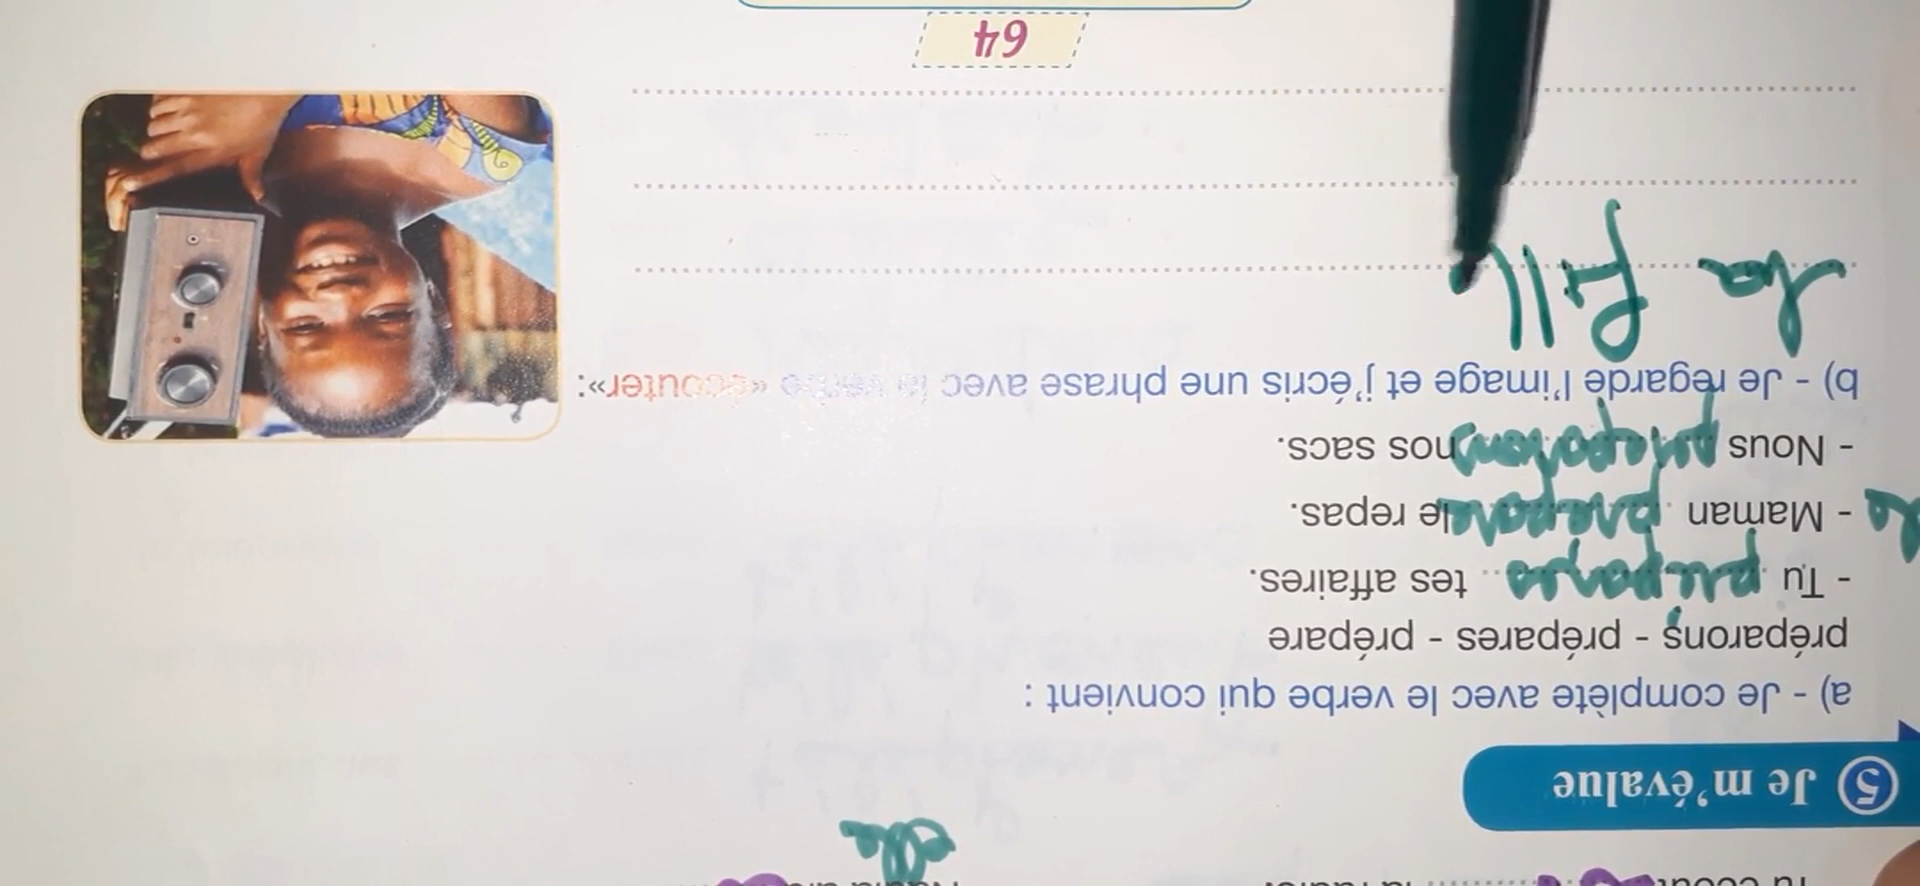 elle
5 Je m'évalue
a) - Je complète avec le verbe qui convient :
préparons - prépares - prépare
- Tu prépares tes affaires.
- Maman prépare le repas.
- Nous préparons nos sacs.
b) - Je regarde l'image et j'écris une phrase avec le verbe «écouter»:
La fill
64